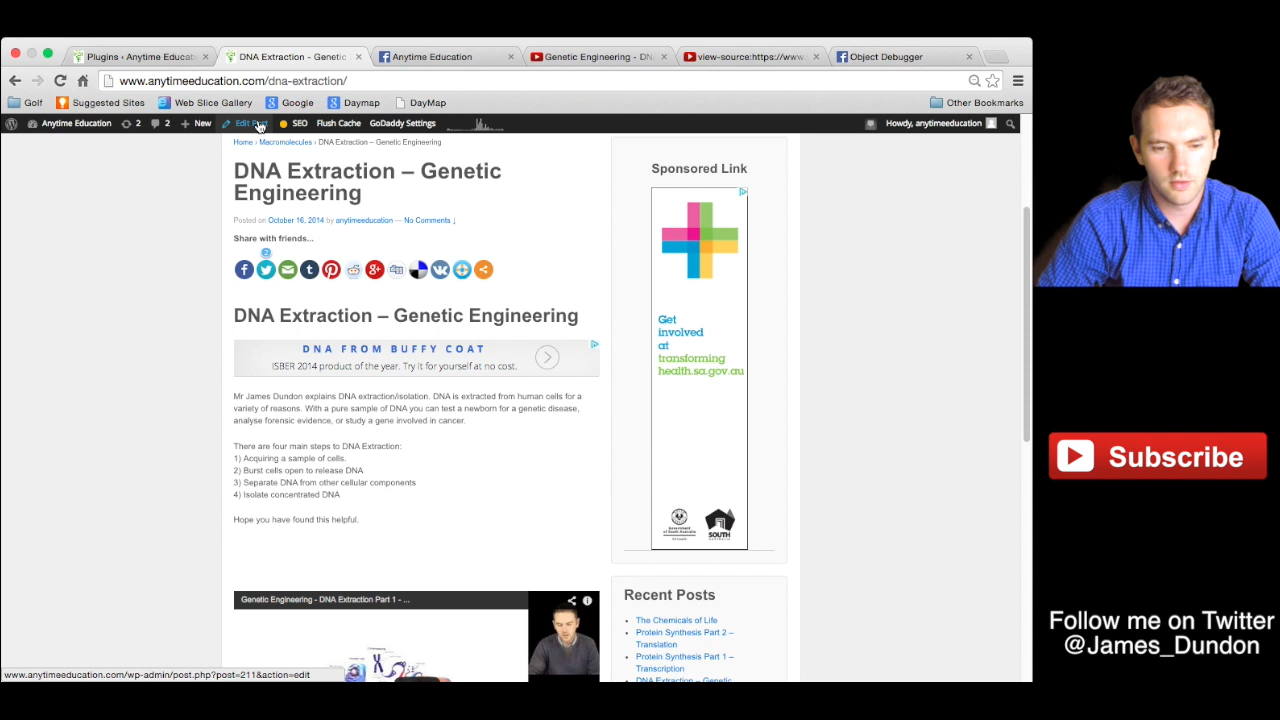 Plugins ‹ Anytime Educati
DNA Extraction – Genetic
Anytime Education
Genetic Engineering - DN
view-source:https://www.
Object Debugger
www.anytimeeducation.com/dna-extraction/
Golf
Suggested Sites
Web Slice Gallery
Google
Daymap
DayMap
Other Bookmarks
Anytime Education
2
2
New
Edit Post
SEO
Flush Cache
GoDaddy Settings
Howdy, anytimeeducation
Home › Macromolecules › DNA Extraction – Genetic Engineering
DNA Extraction – Genetic
Engineering
Posted on October 16, 2014 by anytimeeducation — No Comments ↓
Share with friends...
2
DNA Extraction – Genetic Engineering
DNA FROM BUFFY COAT
ISBER 2014 product of the year. Try it for yourself at no cost.
Mr James Dundon explains DNA extraction/isolation. DNA is extracted from human cells for a
variety of reasons. With a pure sample of DNA you can test a newborn for a genetic disease,
analyse forensic evidence, or study a gene involved in cancer.
There are four main steps to DNA Extraction:
1) Acquiring a sample of cells.
2) Burst cells open to release DNA
3) Separate DNA from other cellular components
4) Isolate concentrated DNA
Hope you have found this helpful.
Genetic Engineering - DNA Extraction Part 1 - ...
Sponsored Link
Get
involved
at
transforming
health.sa.gov.au
Government
of South Australia
SOUTH
Recent Posts
The Chemicals of Life
Protein Synthesis Part 2 –
Translation
Protein Synthesis Part 1 –
Transcription
DNA Extraction – Genetic
www.anytimeeducation.com/wp-admin/post.php?post=211&action=edit
Subscribe
Follow me on Twitter
@James_Dundon